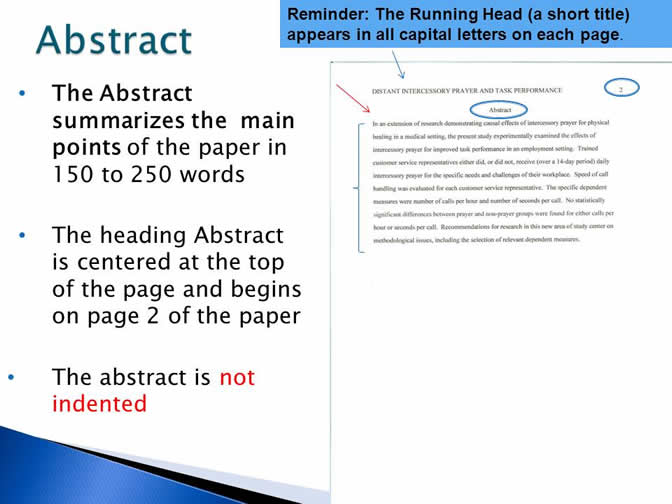 Abstract
Reminder: The Running Head (a short title)
appears in all capital letters on each page.
• The Abstract
summarizes the main
points of the paper in
150 to 250 words
• The heading Abstract
is centered at the top
of the page and begins
on page 2 of the paper
• The abstract is not
indented
DISTANT INTERCESSORY PRAYER AND TASK PERFORMANCE 2
Abstract
In an extension of research demonstrating causal effects of intercessory prayer for physical
healing in a medical setting, the present study experimentally examined the effects of
intercessory prayer for improved task performance in an employment setting. Trained
customer service representatives either did, or did not, receive (over a 14-day period) daily
intercessory prayer for the specific needs and challenges of their workplace. Speed of call
handling was evaluated for each customer service representative. The specific dependent
measures were number of calls per hour and number of seconds per call. No statistically
significant differences between prayer and non-prayer groups were found for either calls per
hour or seconds per call. Recommendations for research in this new area of study center on
methodological issues, including the selection of relevant dependent measures.